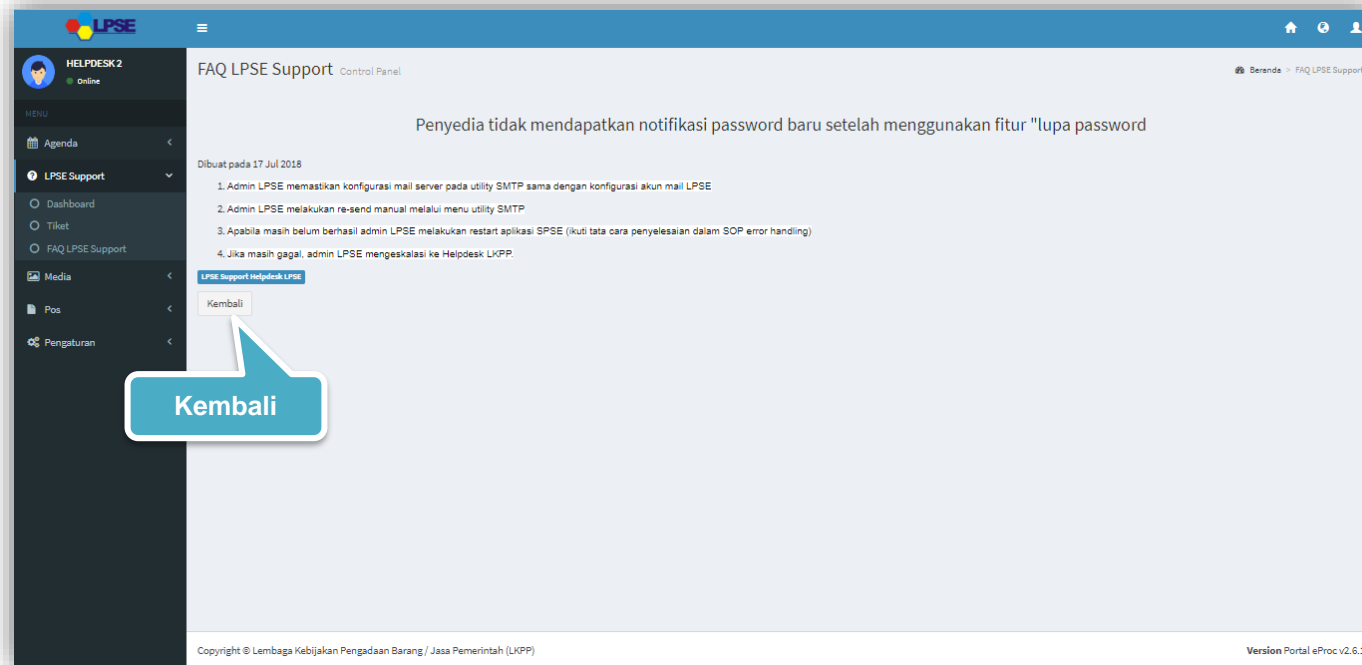 LPSE
HELPDESK 2
Online
MENU
Agenda
LPSE Support
Dashboard
Tiket
FAQ LPSE Support
Media
Pos
Pengaturan
FAQ LPSE Support Control Panel
Beranda > FAQ LPSE Support
Penyedia tidak mendapatkan notifikasi password baru setelah menggunakan fitur "lupa password
Dibuat pada 17 Jul 2018
1. Admin LPSE memastikan konfigurasi mail server pada utility SMTP sama dengan konfigurasi akun mail LPSE
2. Admin LPSE melakukan re-send manual melalui menu utility SMTP
3. Apabila masih belum berhasil admin LPSE melakukan restart aplikasi SPSE (ikuti tata cara penyelesaian dalam SOP error handling)
4. Jika masih gagal, admin LPSE mengeskalasi ke Helpdesk LKPP.
LPSE Support Helpdesk LPSE
Kembali
Kembali
Copyright © Lembaga Kebijakan Pengadaan Barang / Jasa Pemerintah (LKPP)
Version Portal eProc v2.6.